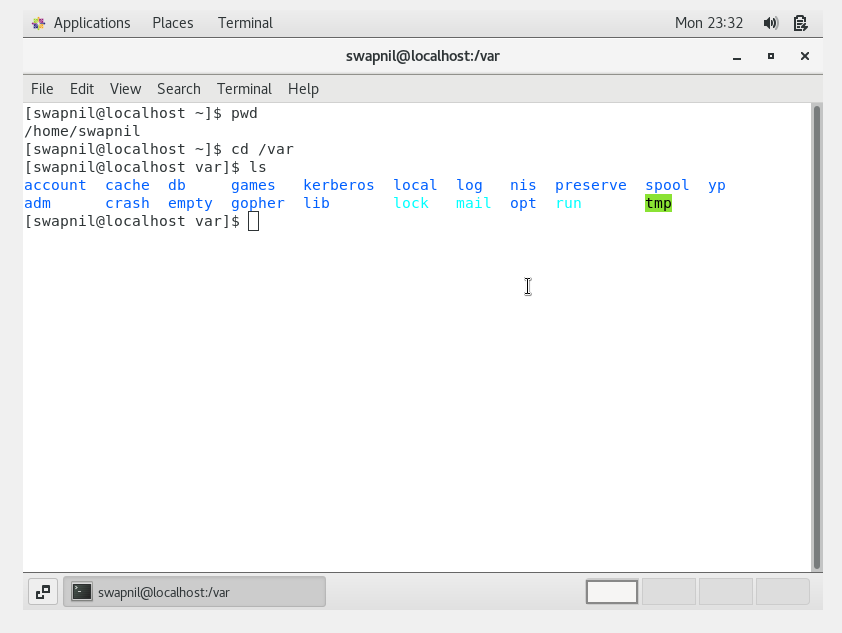 Applications Places Terminal Mon 23:32
swapnil@localhost:/var
File Edit View Search Terminal Help
[swapnil@localhost ~]$ pwd
/home/swapnil
[swapnil@localhost ~]$ cd /var
[swapnil@localhost var]$ ls
account cache db games kerberos local log nis preserve spool yp
adm crash empty gopher lib lock mail opt run tmp
[swapnil@localhost var]$
swapnil@localhost:/var